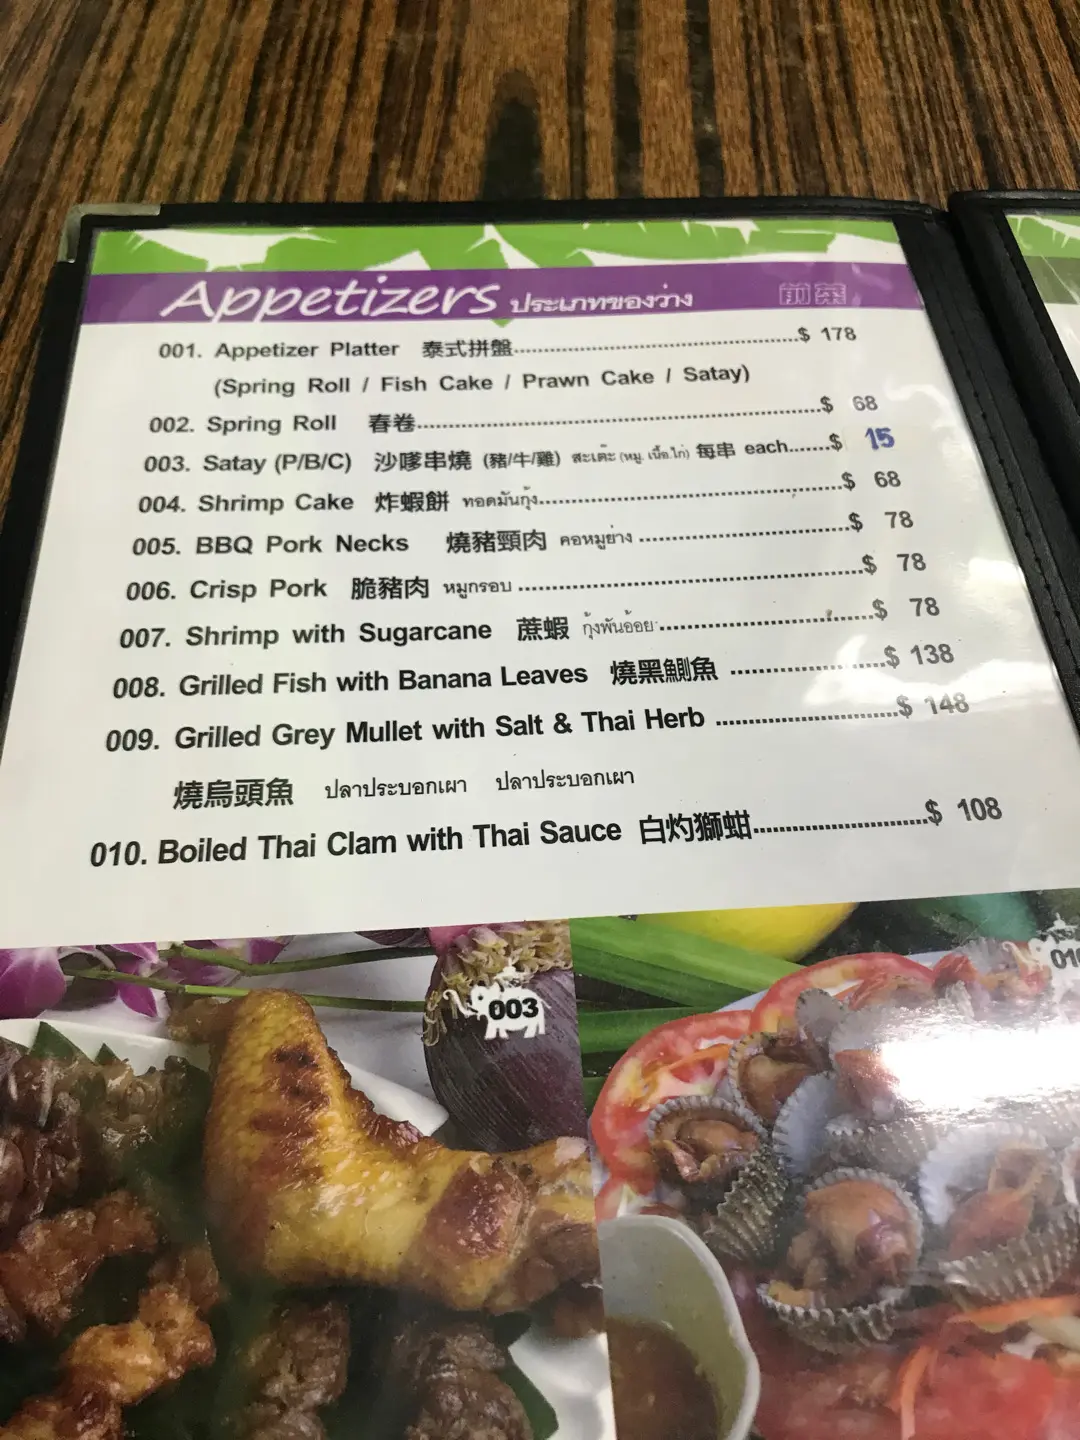 Appetizers ประเภทของว่าง 前菜
001. Appetizer Platter 泰式拼盤..........$ 178
(Spring Roll / Fish Cake / Prawn Cake / Satay)
002. Spring Roll 春卷..........$ 68
003. Satay (P/B/C) 沙嗲串燒 (豬/牛/雞) สะเต๊ะ (หมู เนื้อ ไก่) 每串 each.......$ 15
004. Shrimp Cake 炸蝦餅 ทอดมันกุ้ง..........$ 68
005. BBQ Pork Necks 燒豬頸肉 คอหมูย่าง ..........$ 78
006. Crisp Pork 脆豬肉 หมูกรอบ ..........$ 78
007. Shrimp with Sugarcane 蔗蝦 กุ้งพันอ้อย..........$ 78
008. Grilled Fish with Banana Leaves 燒黑鰂魚 ..........$ 138
009. Grilled Grey Mullet with Salt & Thai Herb ..........$ 148
燒烏頭魚 ปลาประบอกเผา ปลาประบอกเผา
010. Boiled Thai Clam with Thai Sauce 白灼獅蚶..........$ 108
003
010